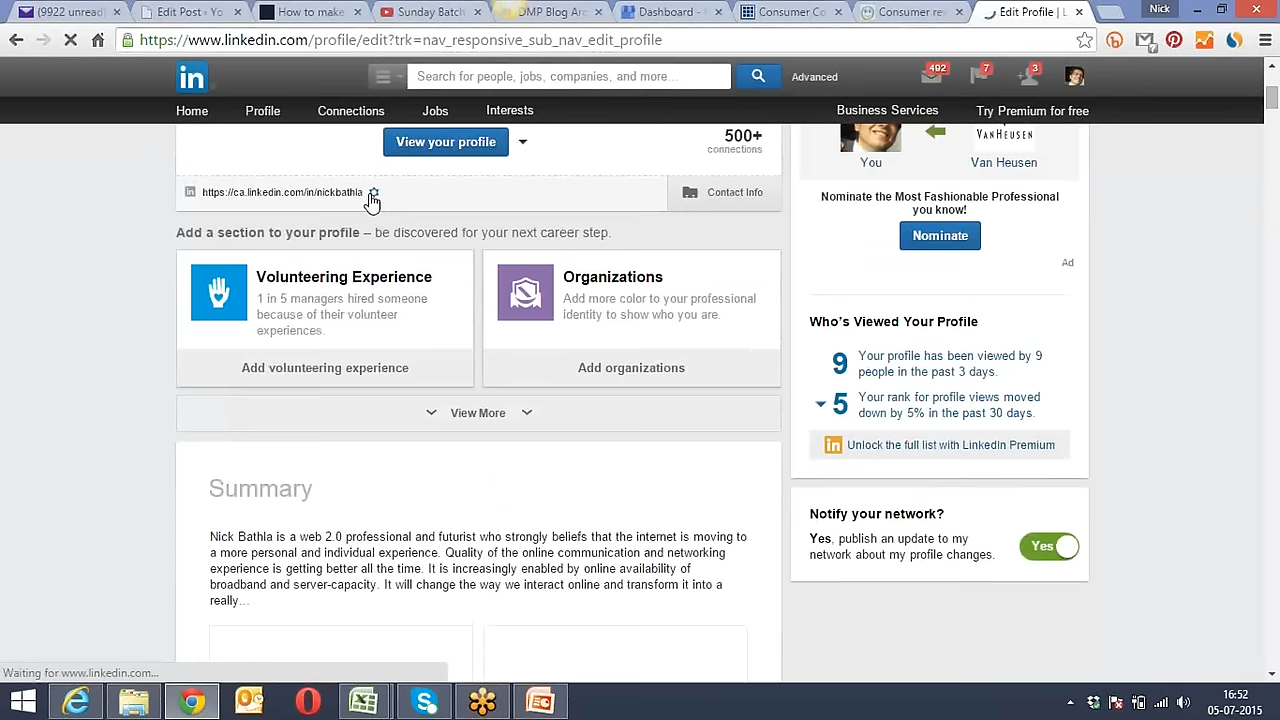 (9922 unread)
Edit Post ‹ Y
How to make
Sunday Batch
DMP Blog Ar
Dashboard -
Consumer Co
Consumer re
Edit Profile | L
Nick
https://www.linkedin.com/profile/edit?trk=nav_responsive_sub_nav_edit_profile
in
Search for people, jobs, companies, and more...
Advanced
492
7
3
Home
Profile
Connections
Jobs
Interests
Business Services
Try Premium for free
View your profile
500+
connections
https://ca.linkedin.com/in/nickbathla
Contact Info
Add a section to your profile – be discovered for your next career step.
Volunteering Experience
1 in 5 managers hired someone
because of their volunteer
experiences.
Add volunteering experience
Organizations
Add more color to your professional
identity to show who you are.
Add organizations
View More
Summary
Nick Bathla is a web 2.0 professional and futurist who strongly beliefs that the internet is moving to
a more personal and individual experience. Quality of the online communication and networking
experience is getting better all the time. It is increasingly enabled by online availability of
broadband and server-capacity. It will change the way we interact online and transform it into a
really...
VAN HEUSEN
You
Van Heusen
Nominate the Most Fashionable Professional
you know!
Nominate
Ad
Who's Viewed Your Profile
9
Your profile has been viewed by 9
people in the past 3 days.
5
Your rank for profile views moved
down by 5% in the past 30 days.
in
Unlock the full list with LinkedIn Premium
Notify your network?
Yes, publish an update to my
network about my profile changes.
Yes
Waiting for www.linkedin.com...
16:52
05-07-2015